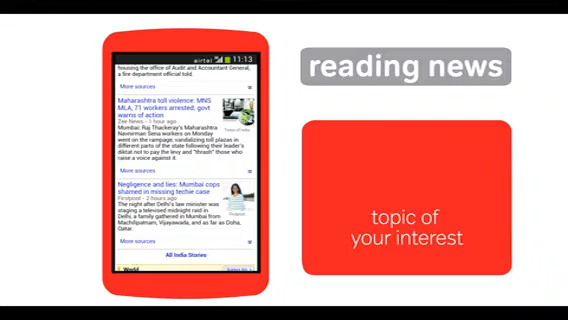 airtel 11:13
housing the office of Audit and Accountant General,
a fire department official told.
More sources
Maharashtra toll violence: MNS
MLA, 71 workers arrested; govt
warns of action
Zee News - 1 hour ago
Mumbai: Raj Thackeray's Maharashtra
Navnirman Sena workers on Monday
went on the rampage, vandalizing toll plazas in
different parts of the state following their leader's
diktat not to pay the levy and "thrash" those who
raise a voice against it.
Times of India
More sources
Negligence and lies: Mumbai cops
shamed in missing techie case
Firstpost - 2 hours ago
The night after Delhi's law minister was
staging a televised midnight raid in
Delhi, a family gathered in Mumbai from
Machilipatnam, Vijayawada, and as far as Doha,
Qatar.
Firstpost
More sources
All India Stories
World
reading news
topic of
your interest